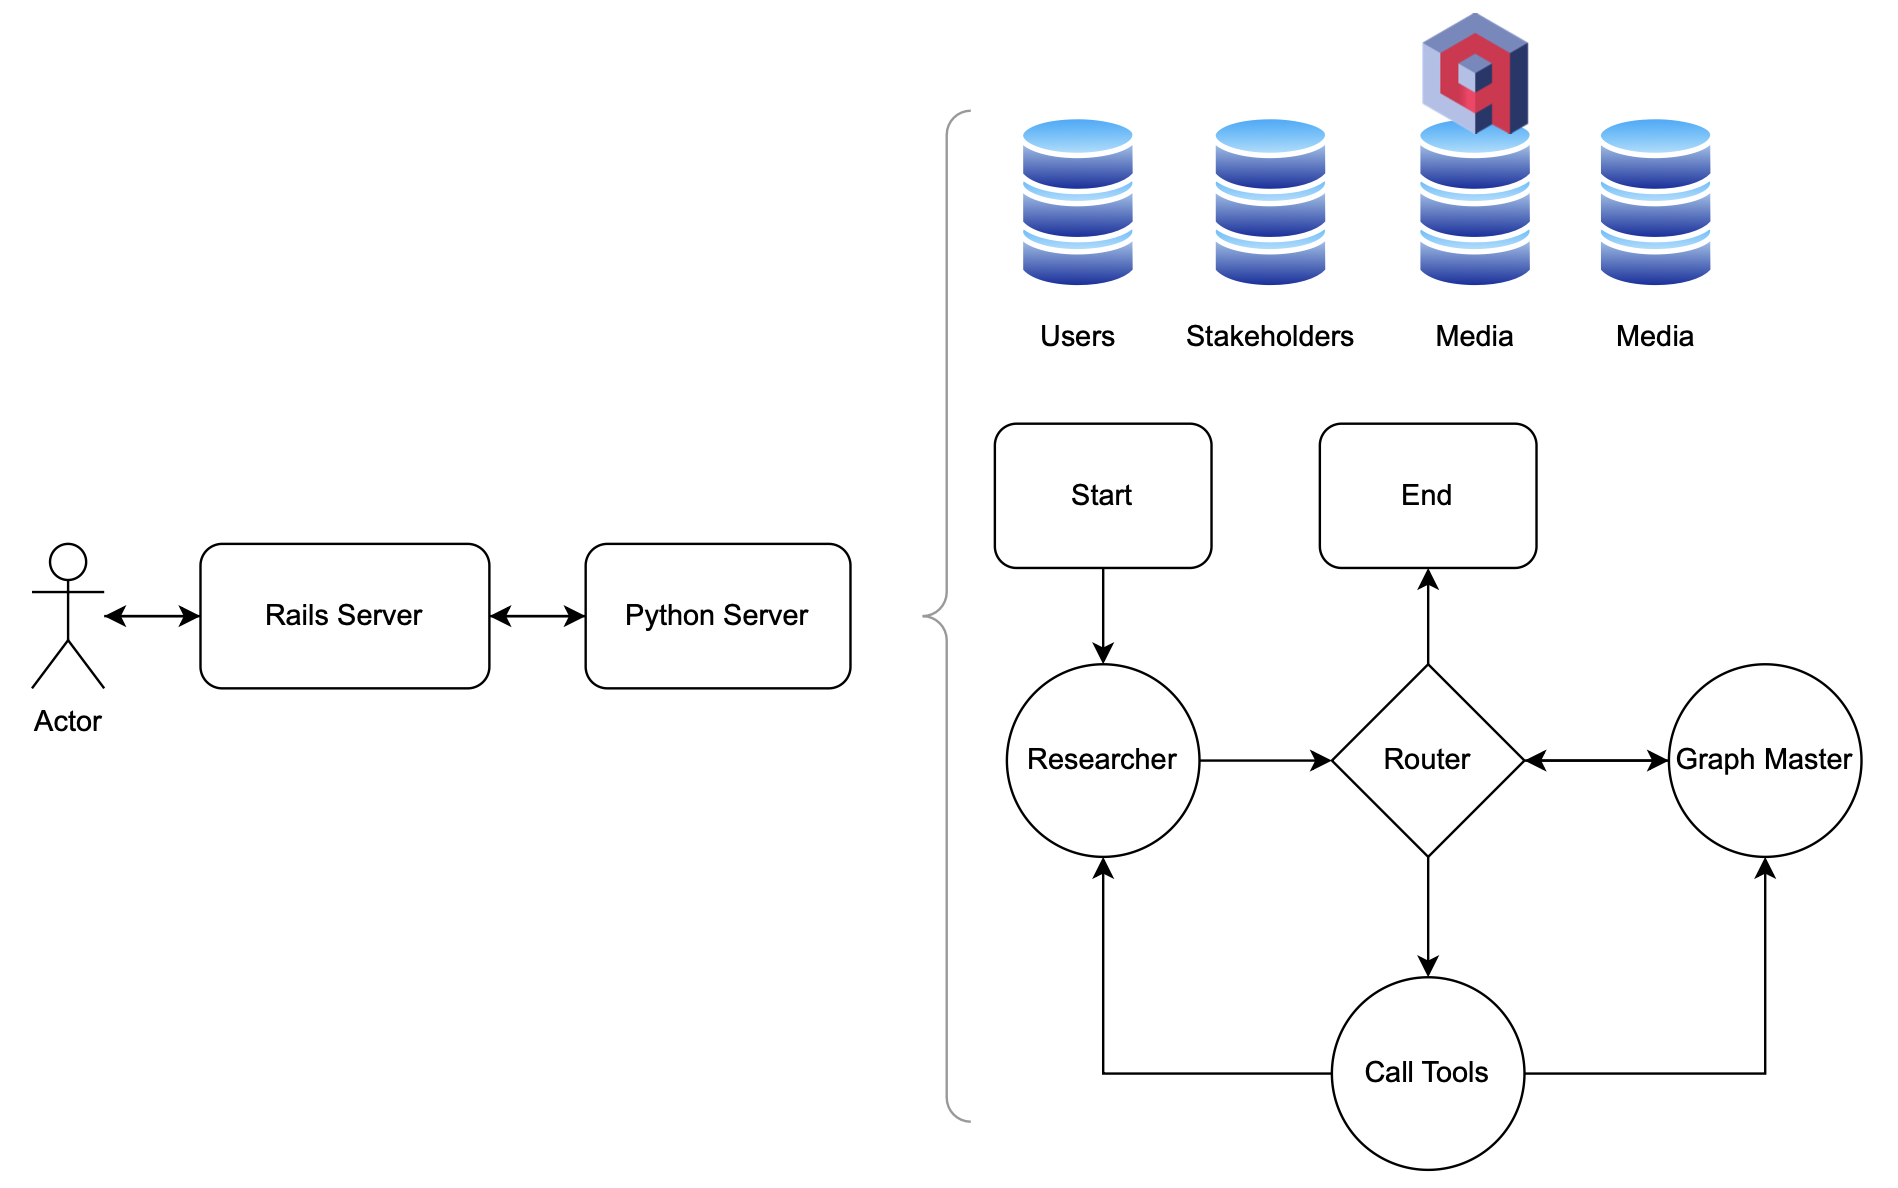 Users
Stakeholders
Media
Media
Start
End
Actor
Rails Server
Python Server
Researcher
Router
Graph Master
Call Tools